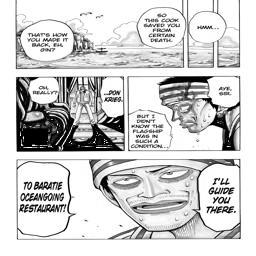 HMM...
SO
THIS COOK
SAVED YOU
FROM
CERTAIN
DEATH.
THAT'S HOW
YOU MADE IT
BACK, EH,
GIN?
AYE,
SIR.
BUT I
DIDN'T
KNOW THE
FLAGSHIP
WAS IN
SUCH A
CONDITION...
...DON
KRIEG.
OH,
REALLY?
I'LL
GUIDE
YOU
THERE.
TO BARATIE
OCEANGOING
RESTAURANT!